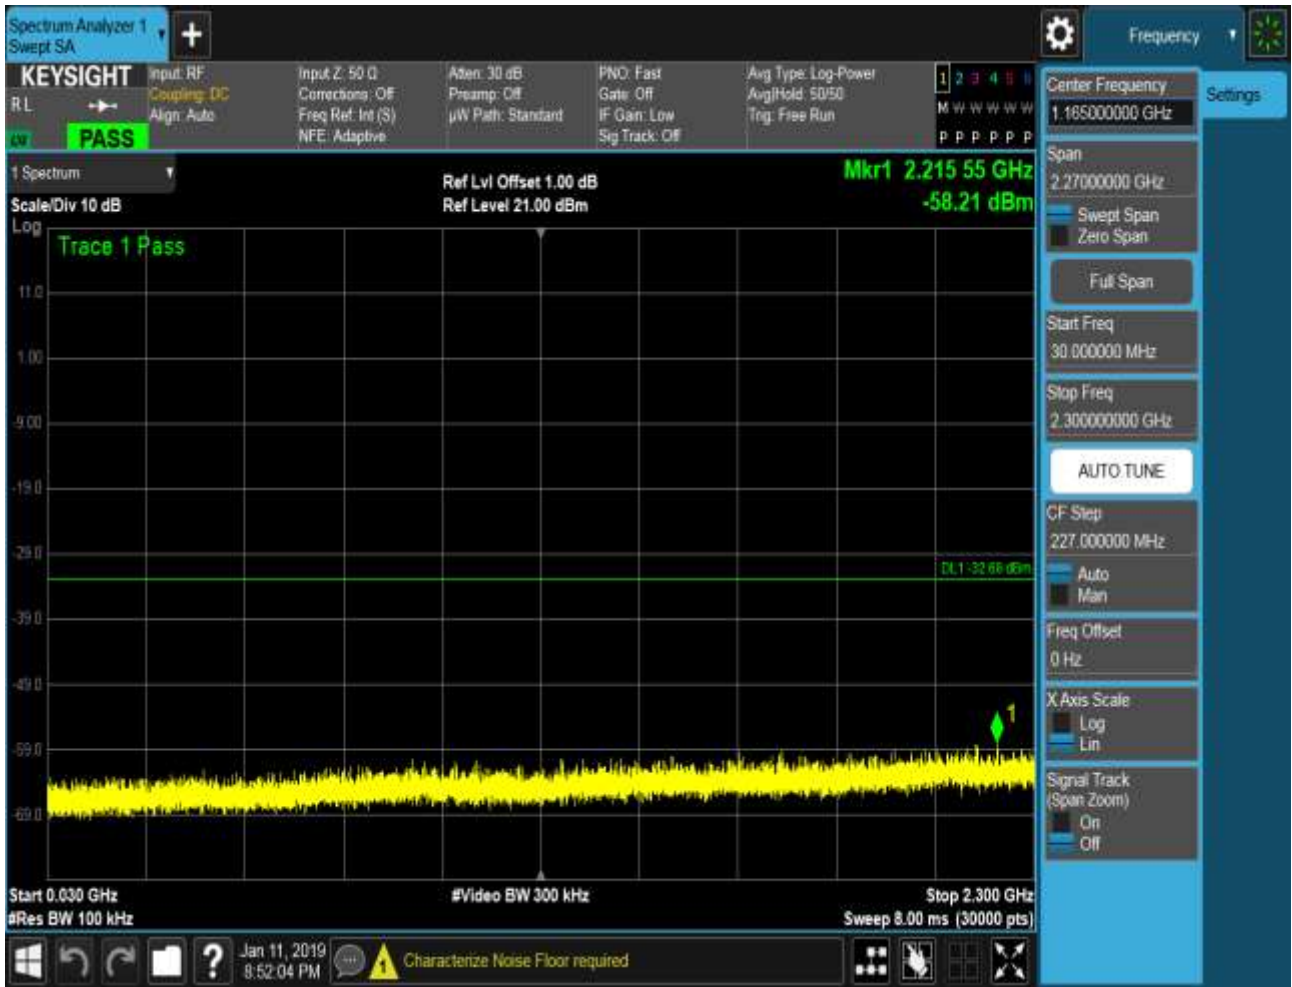 Spectrum Analyzer 1
Swept SA
+
Frequency
KEYSIGHT
RL
PASS
Input: RF
Coupling: DC
Align: Auto
Input Z: 50 Ω
Corrections: Off
Freq Ref: Int (S)
NFE: Adaptive
Atten: 30 dB
Preamp: Off
µW Path: Standard
PNO: Fast
Gate: Off
IF Gain: Low
Sig Track: Off
Avg Type: Log-Power
Avg|Hold: 50/50
Trig: Free Run
1 2 3 4 5 6
M W W W W W
P P P P P P
1 Spectrum
Scale/Div 10 dB
Ref Lvl Offset 1.00 dB
Ref Level 21.00 dBm
Mkr1 2.215 55 GHz
-58.21 dBm
Log
Trace 1 Pass
11.0
1.00
-9.00
-19.0
-29.0
DL1 -32.68 dBm
-39.0
-49.0
1
-59.0
-69.0
Start 0.030 GHz
#Video BW 300 kHz
Stop 2.300 GHz
#Res BW 100 kHz
Sweep 8.00 ms (30000 pts)
Center Frequency
1.165000000 GHz
Settings
Span
2.27000000 GHz
Swept Span
Zero Span
Full Span
Start Freq
30.000000 MHz
Stop Freq
2.300000000 GHz
AUTO TUNE
CF Step
227.000000 MHz
Auto
Man
Freq Offset
0 Hz
X Axis Scale
Log
Lin
Signal Track
(Span Zoom)
On
Off
?
Jan 11, 2019
8:52:04 PM
1
Characterize Noise Floor required